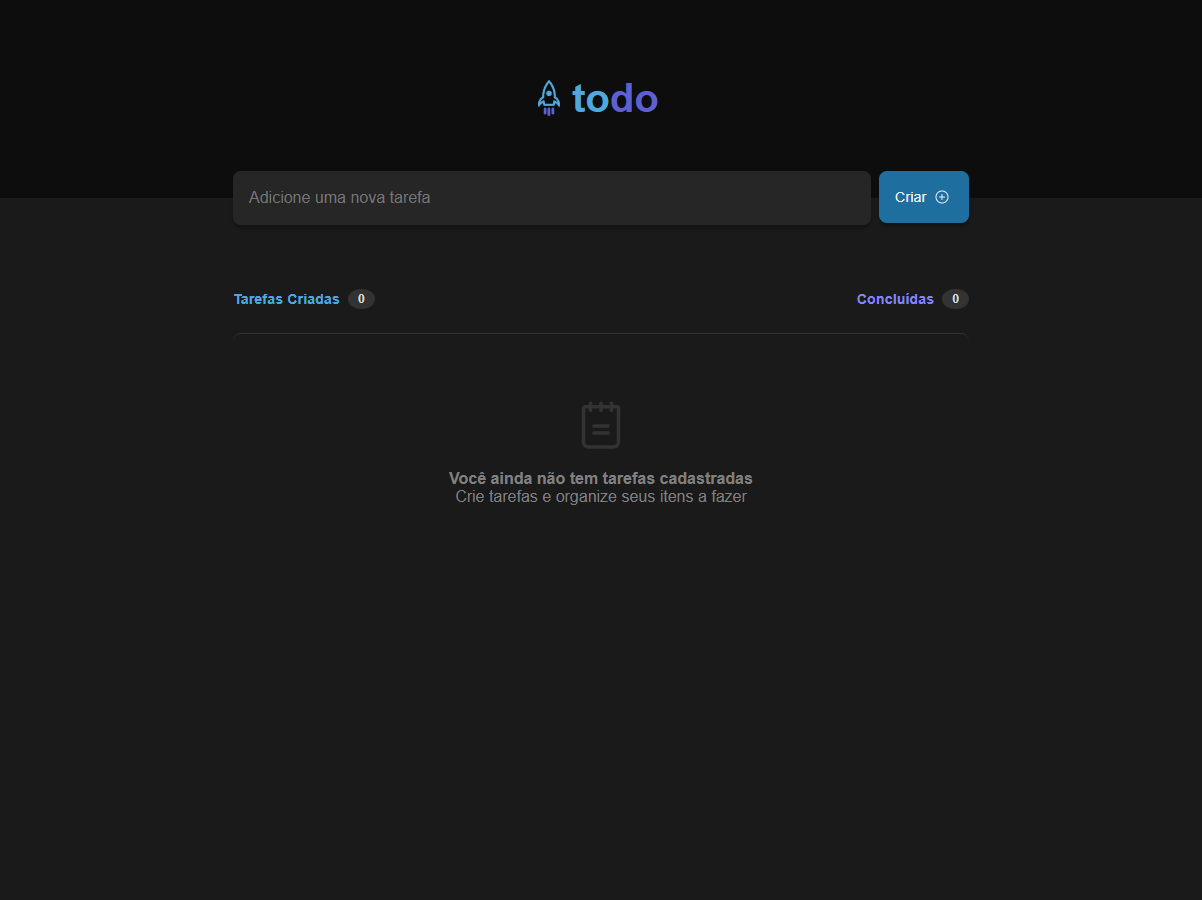 todo
Adicione uma nova tarefa
Criar
Tarefas Criadas 0
Concluídas 0
Você ainda não tem tarefas cadastradas
Crie tarefas e organize seus itens a fazer